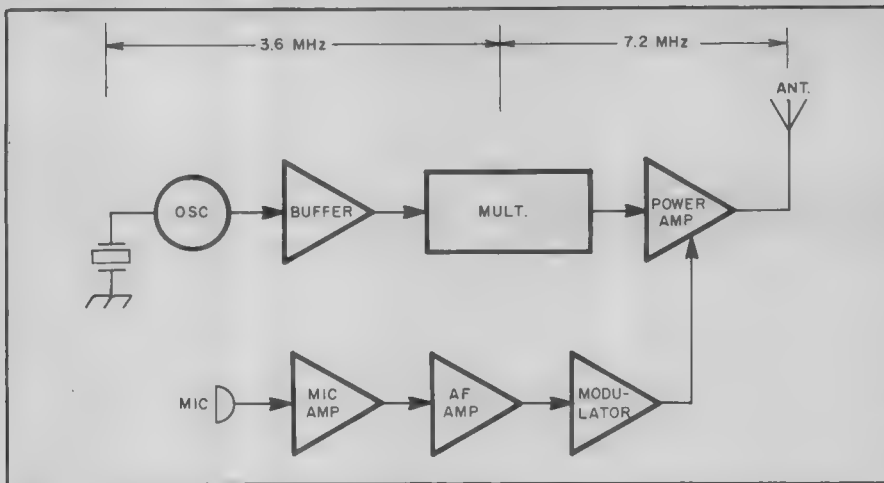 3.6 MHz
7.2 MHz
ANT.
OSC
BUFFER
MULT.
POWER
AMP
MIC
MIC
AMP
AF
AMP
MODU-
LATOR